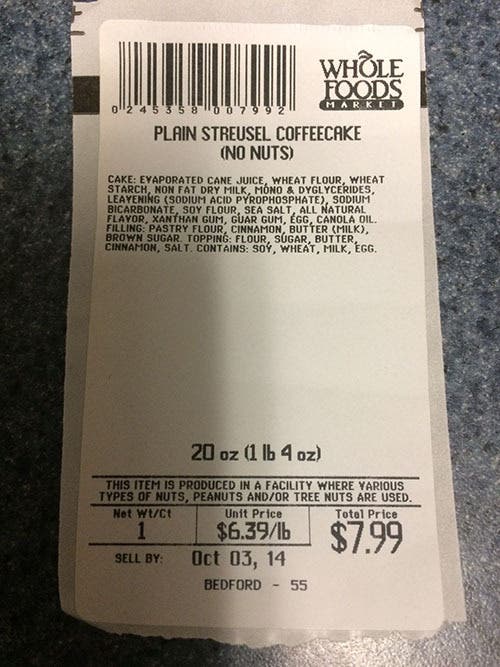 0 245358 007992
WHOLE
FOODS
MARKET
PLAIN STREUSEL COFFEECAKE
(NO NUTS)
CAKE: EVAPORATED CANE JUICE, WHEAT FLOUR, WHEAT
STARCH, NON FAT DRY MILK, MONO & DYGLYCERIDES,
LEAVENING (SODIUM ACID PYROPHOSPHATE), SODIUM
BICARBONATE, SOY FLOUR, SEA SALT, ALL NATURAL
FLAVOR, XANTHAN GUM, GUAR GUM, EGG, CANOLA OIL.
FILLING: PASTRY FLOUR, CINNAMON, BUTTER (MILK),
BROWN SUGAR. TOPPING: FLOUR, SUGAR, BUTTER,
CINNAMON, SALT. CONTAINS: SOY, WHEAT, MILK, EGG.
20 oz (1 lb 4 oz)
THIS ITEM IS PRODUCED IN A FACILITY WHERE VARIOUS
TYPES OF NUTS, PEANUTS AND/OR TREE NUTS ARE USED.
Net Wt/Ct Unit Price Total Price
1 $6.39/lb $7.99
SELL BY: Oct 03, 14
BEDFORD - 55